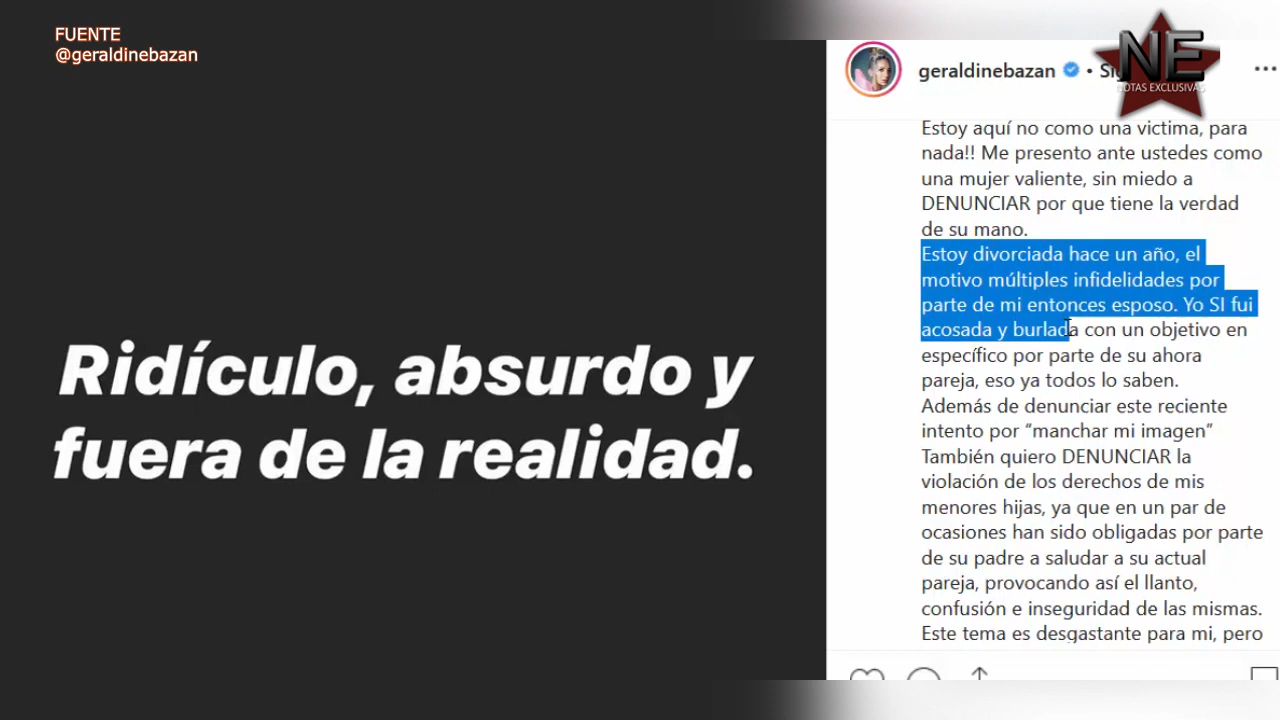 FUENTE
@geraldinebazan
Ridículo, absurdo y
fuera de la realidad.
geraldinebazan •
NE
NOTAS EXCLUSIVAS
Estoy aquí no como una victima, para
nada!! Me presento ante ustedes como
una mujer valiente, sin miedo a
DENUNCIAR por que tiene la verdad
de su mano.
Estoy divorciada hace un año, el
motivo múltiples infidelidades por
parte de mi entonces esposo. Yo SI fui
acosada y burlada con un objetivo en
específico por parte de su ahora
pareja, eso ya todos lo saben.
Además de denunciar este reciente
intento por “manchar mi imagen”
También quiero DENUNCIAR la
violación de los derechos de mis
menores hijas, ya que en un par de
ocasiones han sido obligadas por parte
de su padre a saludar a su actual
pareja, provocando así el llanto,
confusión e inseguridad de las mismas.
Este tema es desgastante para mi, pero